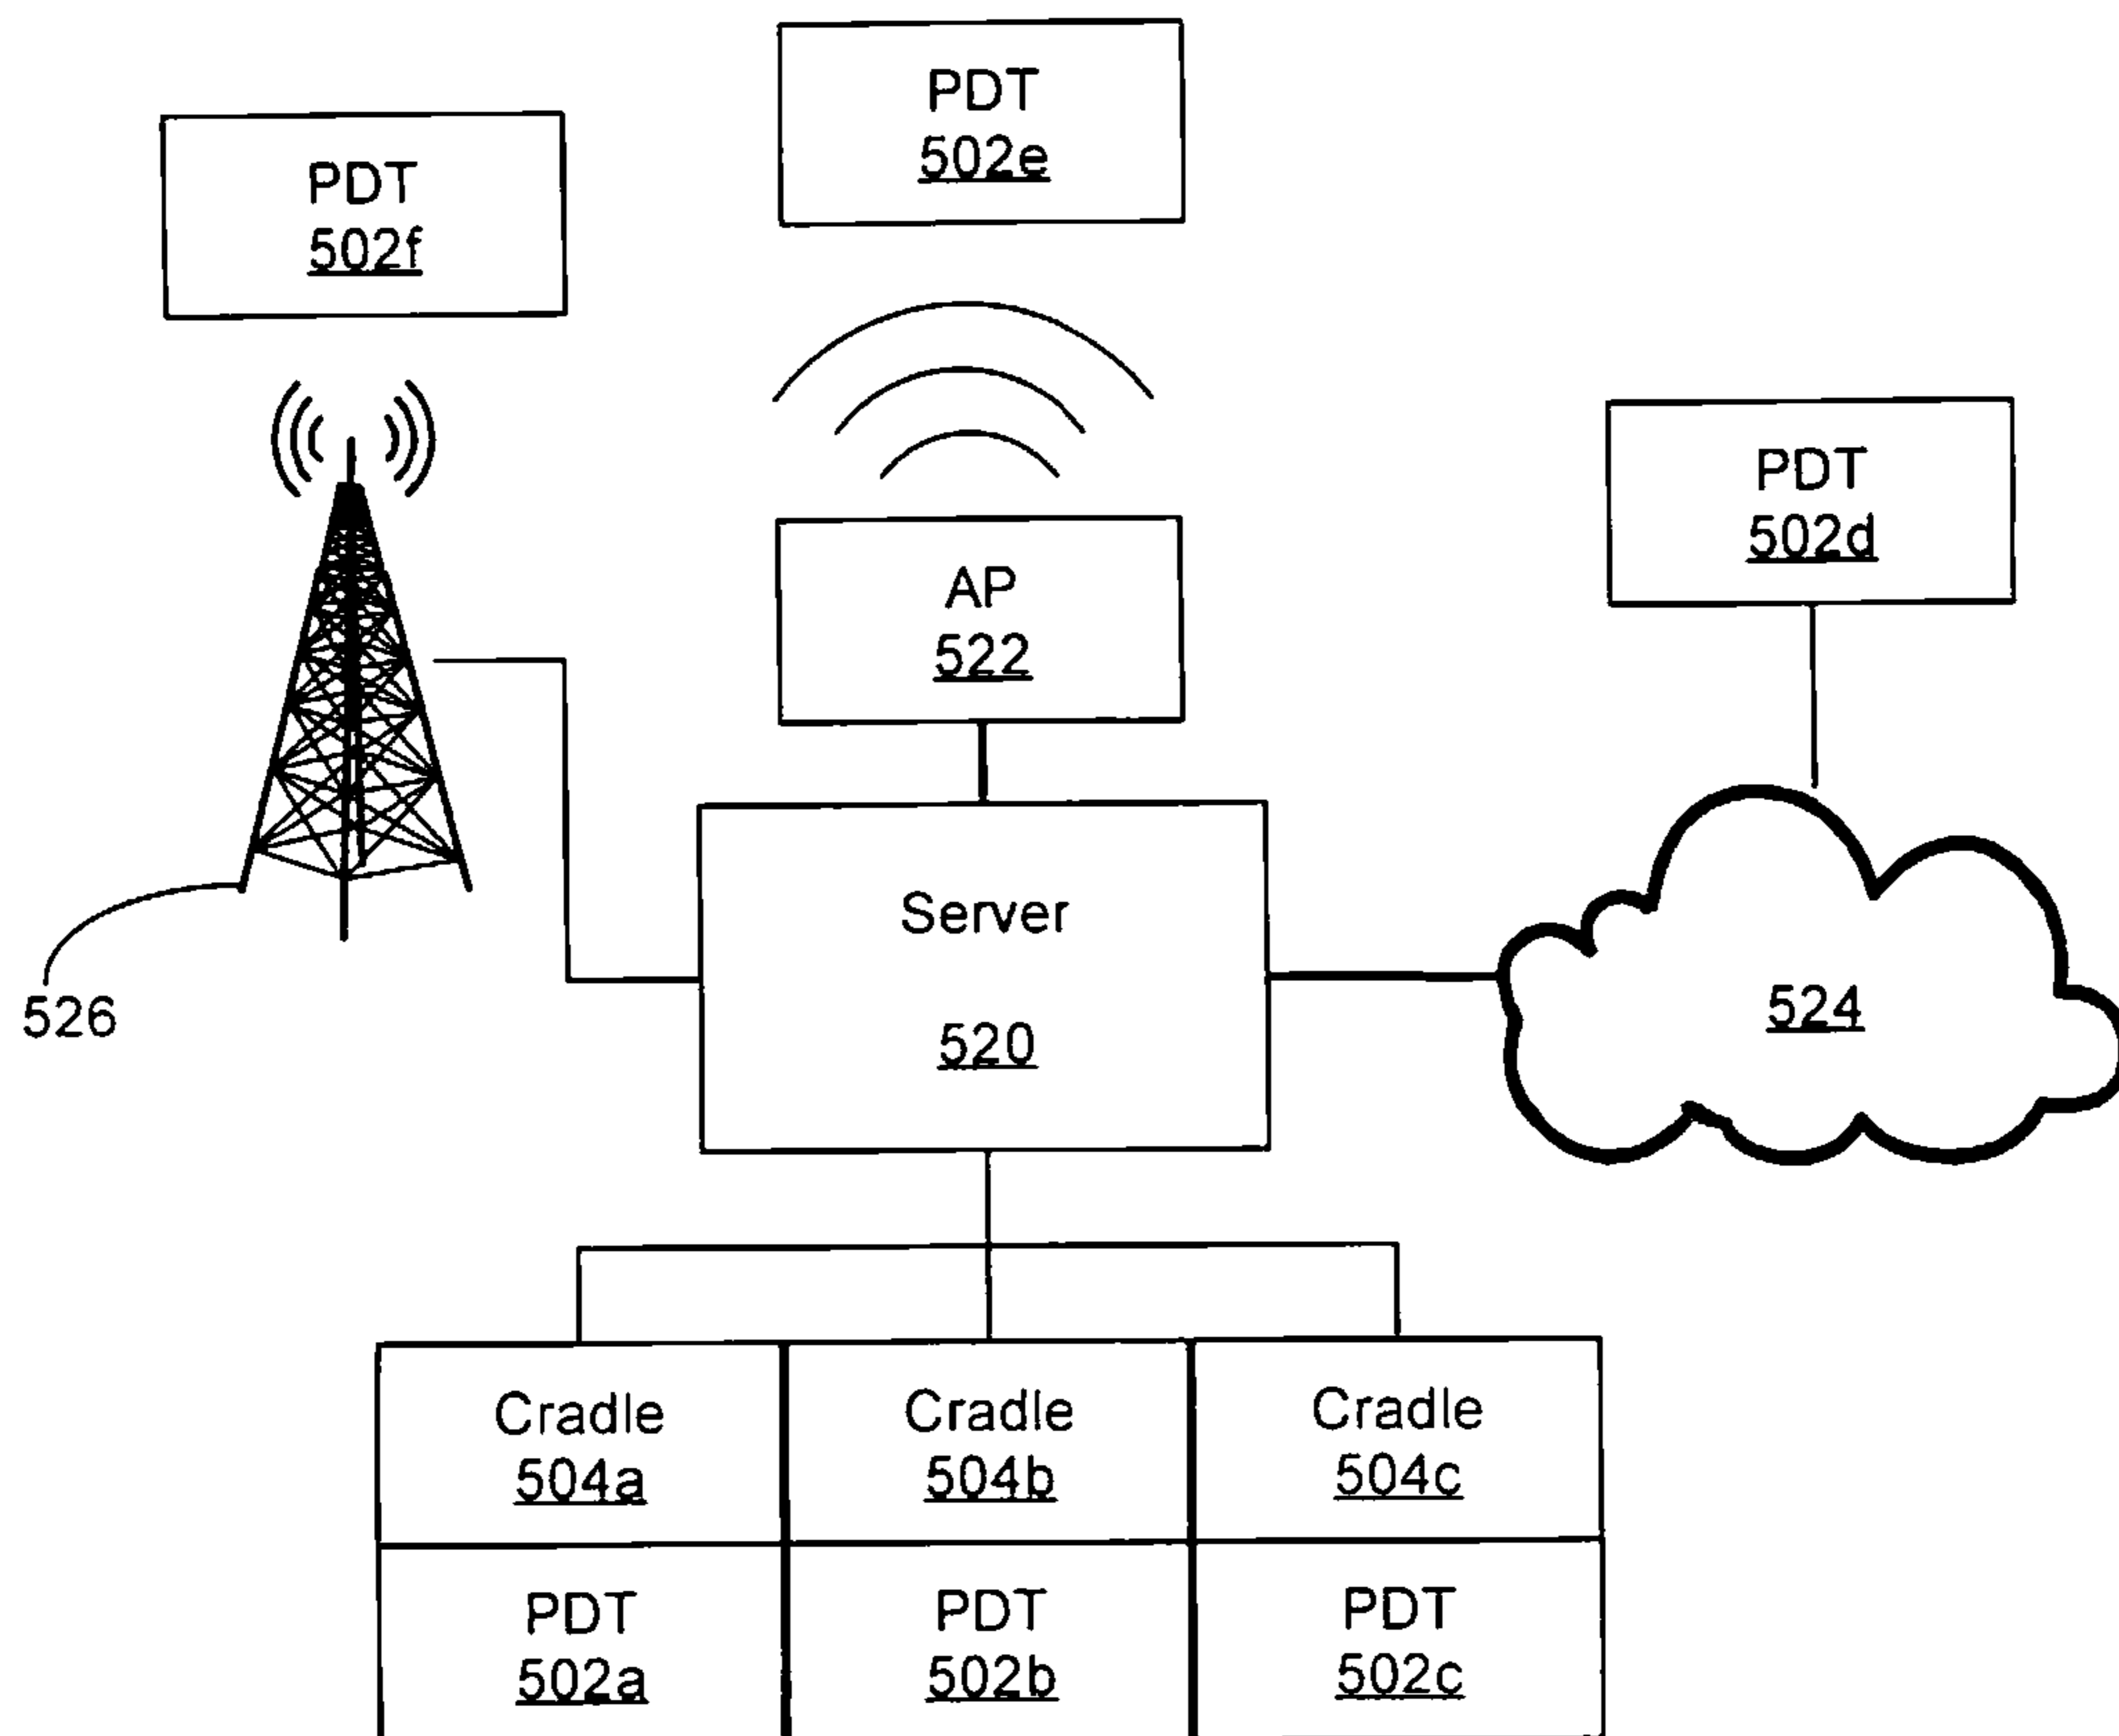 PDT
502e
PDT
502f
PDT
502d
AP
522
Server
520
524
526
Cradle
504a
Cradle
504b
Cradle
504c
PDT
502a
PDT
502b
PDT
502c